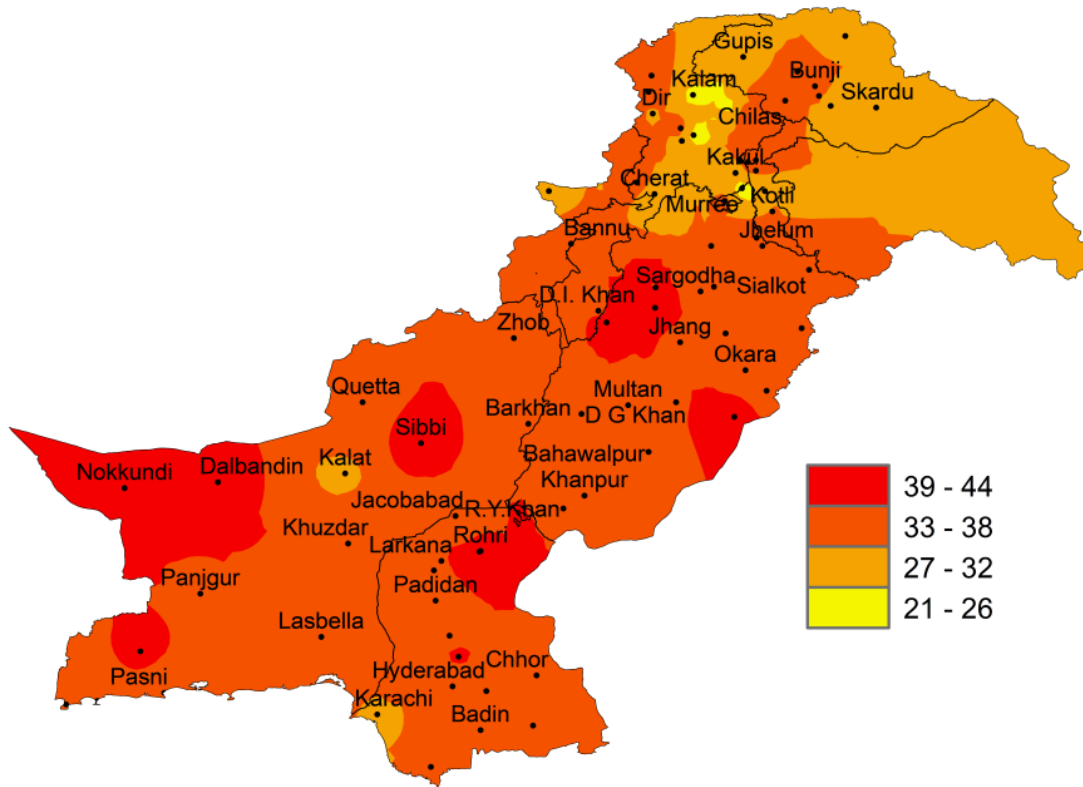 Gupis
Bunji
Kalam
Skardu
Dir
Chilas
Kakul
Cherat
Murree
Kotli
Bannu
Jhelum
Sargodha
Sialkot
D.I. Khan
Zhob
Jhang
Okara
Quetta
Multan
Barkhan
D G Khan
Sibbi
Bahawalpur
Kalat
Nokkundi
Dalbandin
Khanpur
Jacobabad
R.Y.Khan
Khuzdar
Rohri
Larkana
Panjgur
Padidan
Lasbella
Chhor
Hyderabad
Pasni
Karachi
Badin
39 - 44
33 - 38
27 - 32
21 - 26